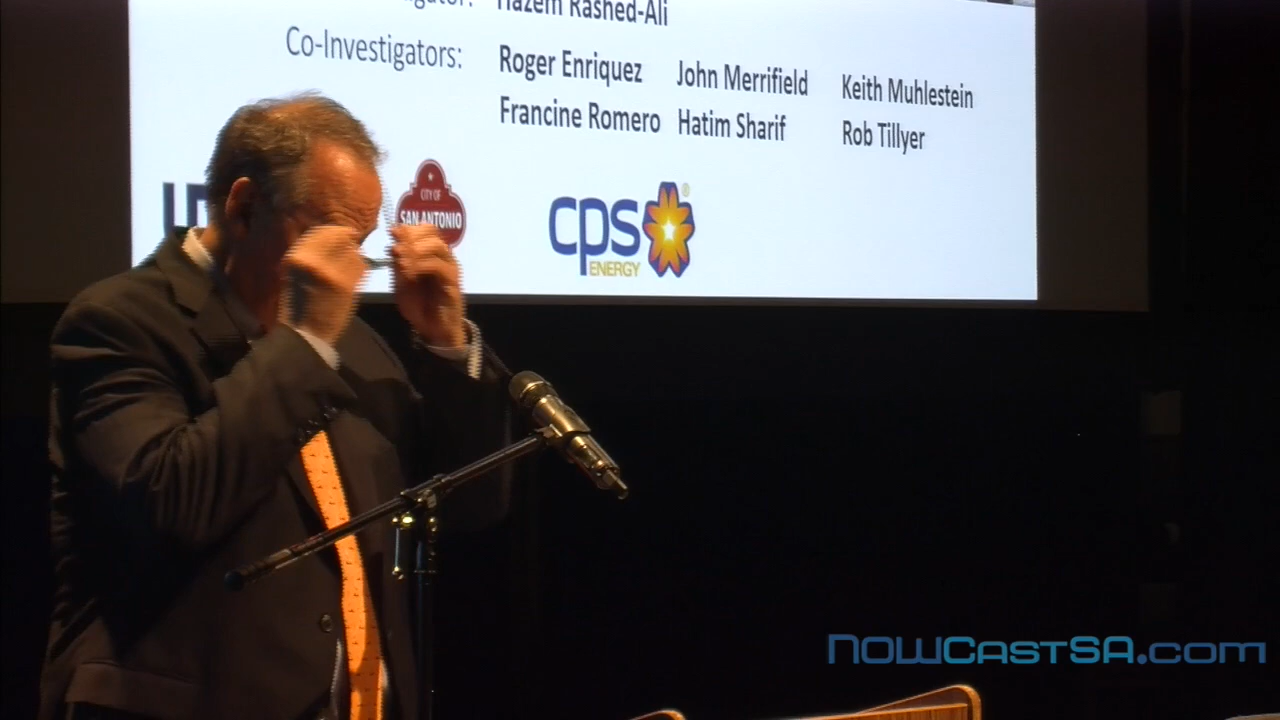 Hazem Rashed-Ali
Co-Investigators: Roger Enriquez John Merrifield Keith Muhlestein
Francine Romero Hatim Sharif Rob Tillyer
CITY OF
SAN ANTONIO
cps
ENERGY
NOWCastSA.com